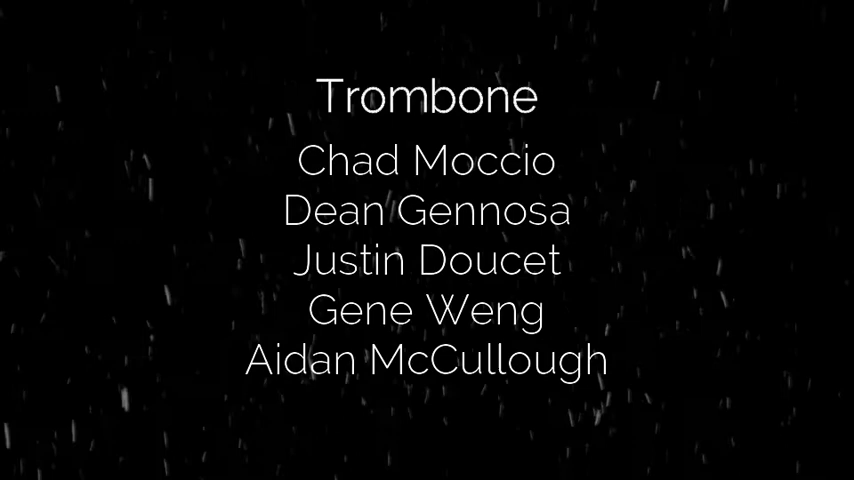 Trombone
Chad Moccio
Dean Gennosa
Justin Doucet
Gene Weng
Aidan McCullough